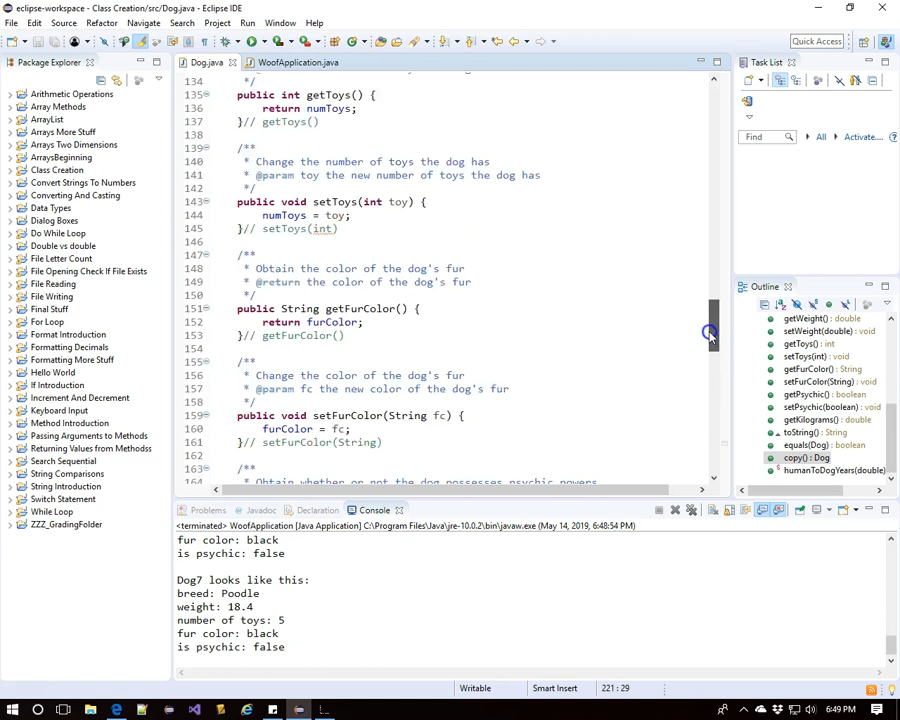 eclipse-workspace - Class Creation/src/Dog.java - Eclipse IDE
File Edit Source Refactor Navigate Search Project Run Window Help
Quick Access
Package Explorer
Arithmetic Operations
Array Methods
ArrayList
Arrays More Stuff
Arrays Two Dimensions
ArraysBeginning
Class Creation
Convert Strings To Numbers
Converting And Casting
Data Types
Dialog Boxes
Do While Loop
Double vs double
File Letter Count
File Opening Check If File Exists
File Reading
File Writing
Final Stuff
For Loop
Format Introduction
Formatting Decimals
Formatting More Stuff
Hello World
If Introduction
Increment And Decrement
Keyboard Input
Method Introduction
Passing Arguments to Methods
Returning Values from Methodss
Search Sequential
String Comparisons
String Introduction
Switch Statement
While Loop
ZZZ_GradingFolder
Dog.java WoofApplication.java
134 */
135 public int getToys() {
136 return numToys;
137 }// getToys()
138
139 /**
140 * Change the number of toys the dog has
141 * @param toy the new number of toys the dog has
142 */
143 public void setToys(int toy) {
144 numToys = toy;
145 }// setToys(int)
146
147 /**
148 * Obtain the color of the dog's fur
149 * @return the color of the dog's fur
150 */
151 public String getFurColor() {
152 return furColor;
153 }// getFurColor()
154
155 /**
156 * Change the color of the dog's fur
157 * @param fc the new color of the dog's fur
158 */
159 public void setFurColor(String fc) {
160 furColor = fc;
161 }// setFurColor(String)
162
163 /**
164 * Obtain whether or not the dog possesses psychic powers
Task List
Find All Activate...
Outline
getWeight() : double
setWeight(double) : void
getToys() : int
setToys(int) : void
getFurColor() : String
setFurColor(String) : void
getPsychic() : boolean
setPsychic(boolean) : void
getKilograms() : double
toString() : String
equals(Dog) : boolean
copy() : Dog
humanToDogYears(double)
Problems Javadoc Declaration Console
<terminated> WoofApplication [Java Application] C:\Program Files\Java\jre-10.0.2\bin\javaw.exe (May 14, 2019, 6:48:54 PM)
fur color: black
is psychic: false
Dog7 looks like this:
breed: Poodle
weight: 18.4
number of toys: 5
fur color: black
is psychic: false
Writable Smart Insert 221 : 29
6:49 PM